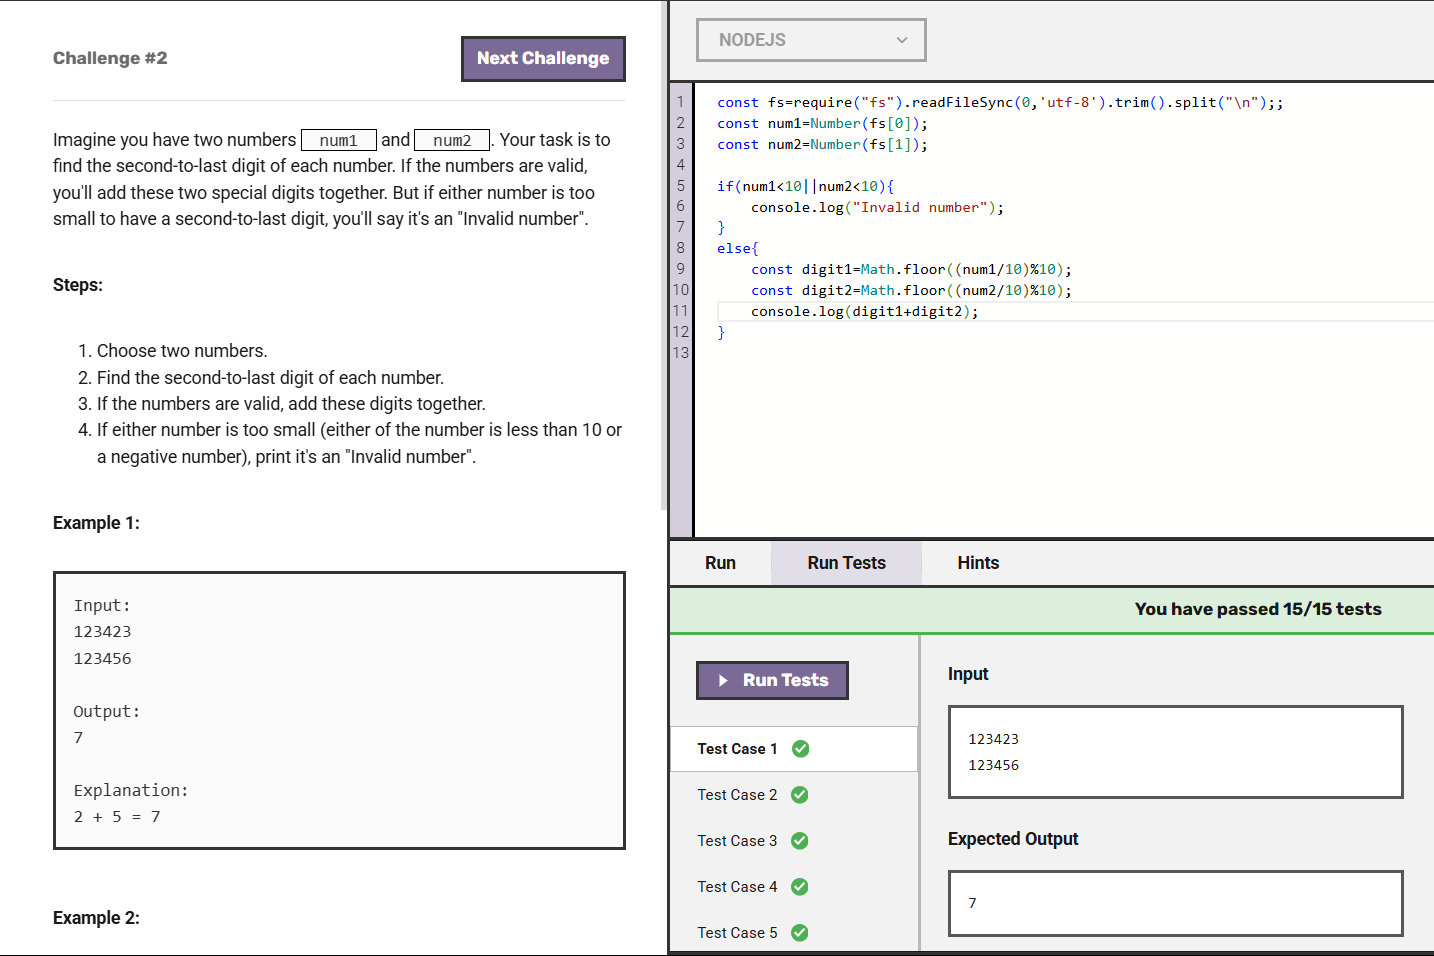 Challenge #2
Next Challenge
Imagine you have two numbers num1 and num2. Your task is to
find the second-to-last digit of each number. If the numbers are valid,
you'll add these two special digits together. But if either number is too
small to have a second-to-last digit, you'll say it's an "Invalid number".
Steps:
1. Choose two numbers.
2. Find the second-to-last digit of each number.
3. If the numbers are valid, add these digits together.
4. If either number is too small (either of the number is less than 10 or
a negative number), print it's an "Invalid number".
Example 1:
Input:
123423
123456
Output:
7
Explanation:
2 + 5 = 7
Example 2:
NODEJS
1 const fs=require("fs").readFileSync(0,'utf-8').trim().split("\n");;
2 const num1=Number(fs[0]);
3 const num2=Number(fs[1]);
4
5 if(num1<10||num2<10){
6     console.log("Invalid number");
7 }
8 else{
9     const digit1=Math.floor((num1/10)%10);
10     const digit2=Math.floor((num2/10)%10);
11     console.log(digit1+digit2);
12 }
13
Run Run Tests Hints
You have passed 15/15 tests
Run Tests
Test Case 1
Test Case 2
Test Case 3
Test Case 4
Test Case 5
Input
123423
123456
Expected Output
7